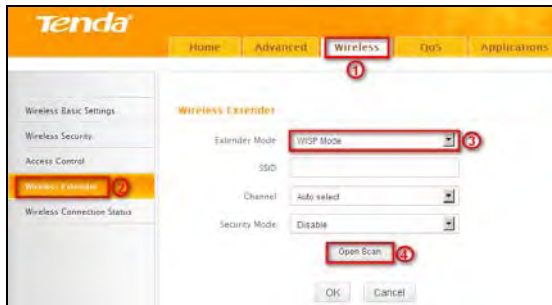 Tenda
Home Advanced Wireless QoS Applications
①
Wireless Basic Settings
Wireless Security
Access Control
Wireless Extender ②
Wireless Connection Status
Wireless Extender
Extender Mode WISP Mode ③
SSID
Channel Auto select
Security Mode Disable
Open Scan ④
OK Cancel